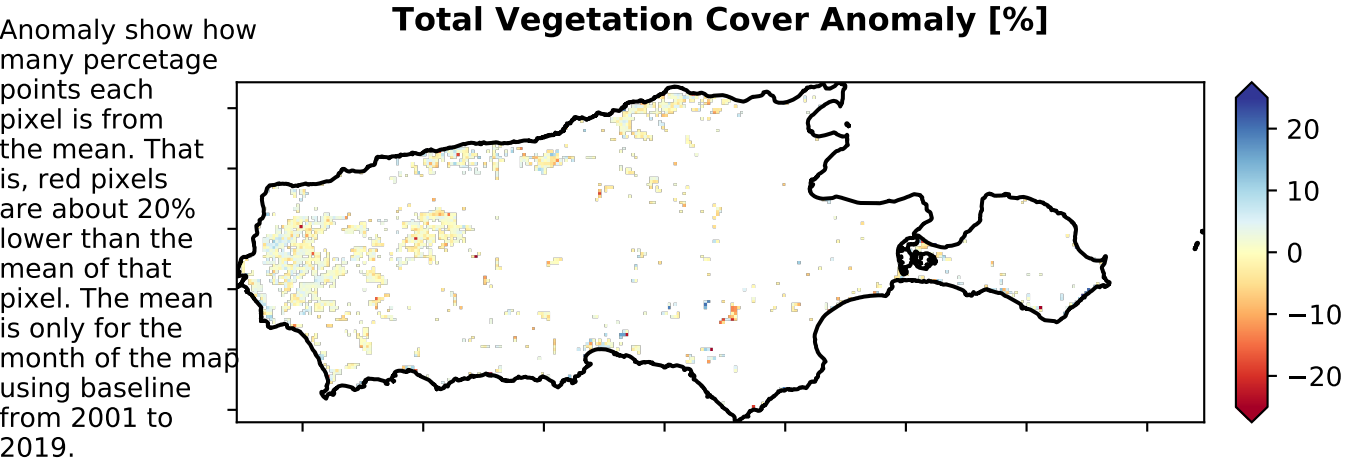 Total Vegetation Cover Anomaly [%]
Anomaly show how
many percetage
points each
pixel is from
the mean. That
is, red pixels
are about 20%
lower than the
mean of that
pixel. The mean
is only for the
month of the map
using baseline
from 2001 to
2019.
20
10
0
−10
−20